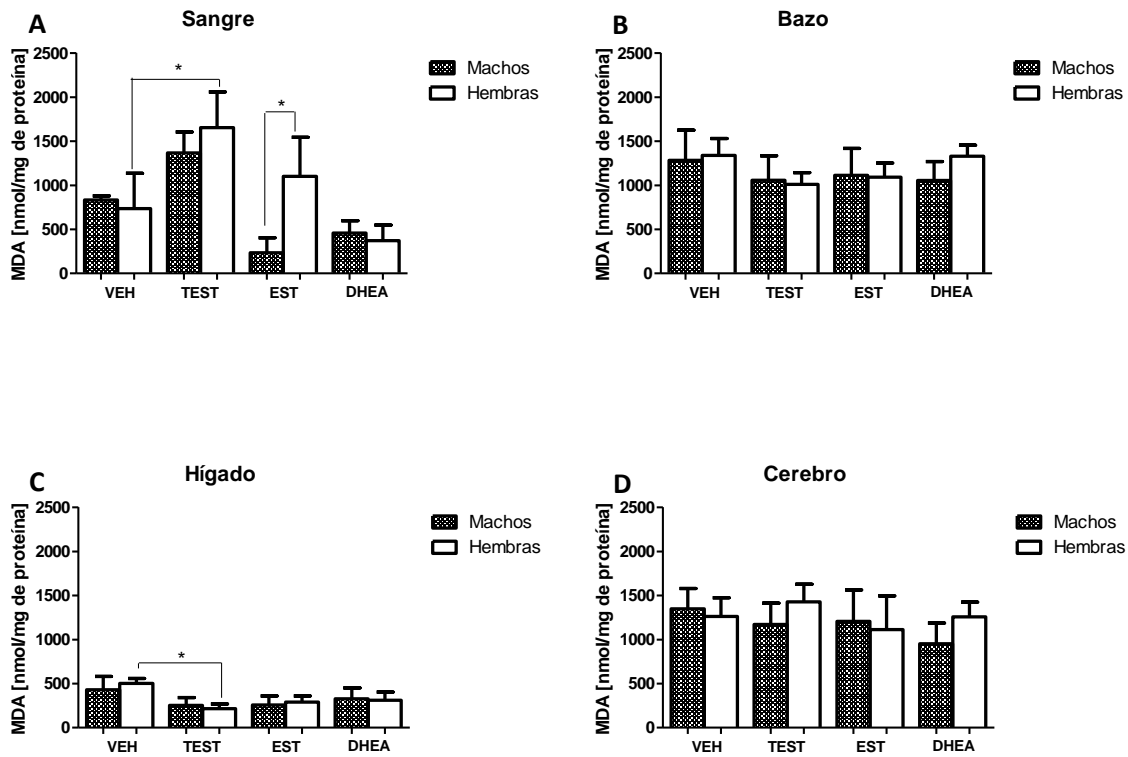 A
Sangre
MDA [nmol/mg de proteína]
2500
2000
1500
1000
500
0
*
*
VEH TEST EST DHEA
Machos
Hembras
B
Bazo
MDA [nmol/mg de proteína]
2500
2000
1500
1000
500
0
VEH TEST EST DHEA
Machos
Hembras
C
Hígado
MDA [nmol/mg de proteína]
2500
2000
1500
1000
500
0
*
VEH TEST EST DHEA
Machos
Hembras
D
Cerebro
MDA [nmol/mg de proteína]
2500
2000
1500
1000
500
0
VEH TEST EST DHEA
Machos
Hembras